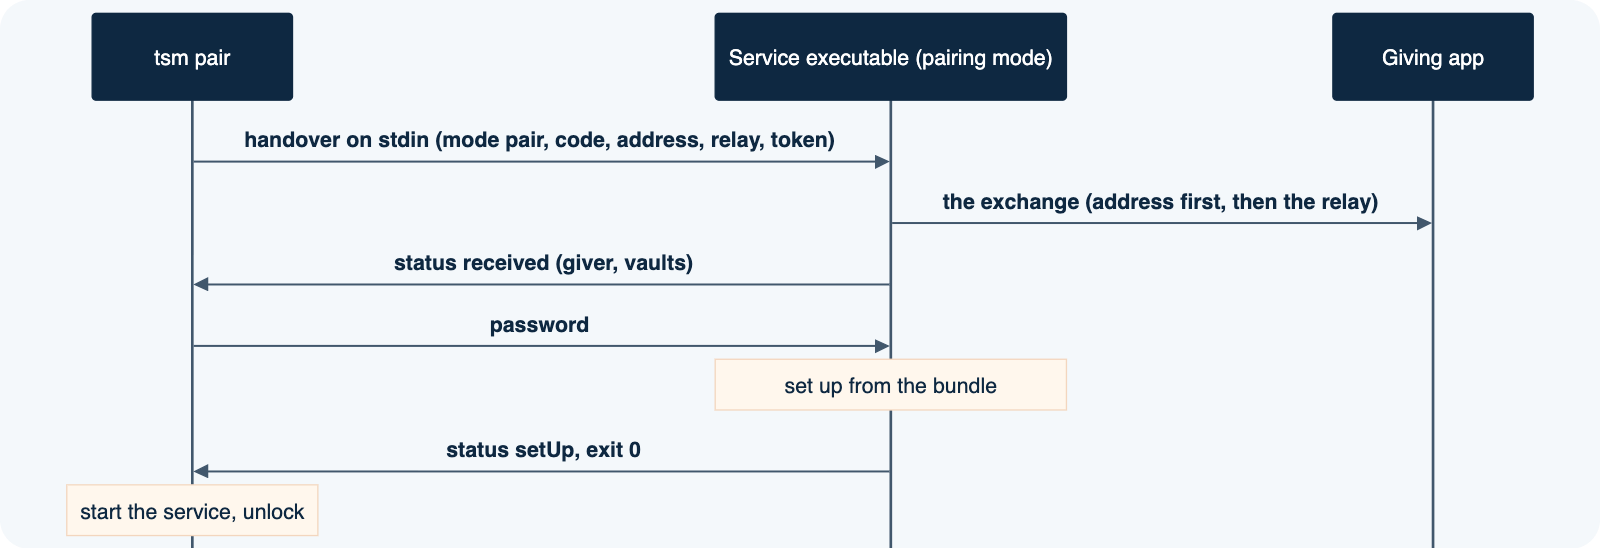 tsm pair
Service executable (pairing mode)
Giving app
handover on stdin (mode pair, code, address, relay, token)
the exchange (address first, then the relay)
status received (giver, vaults)
password
set up from the bundle
status setUp, exit 0
start the service, unlock